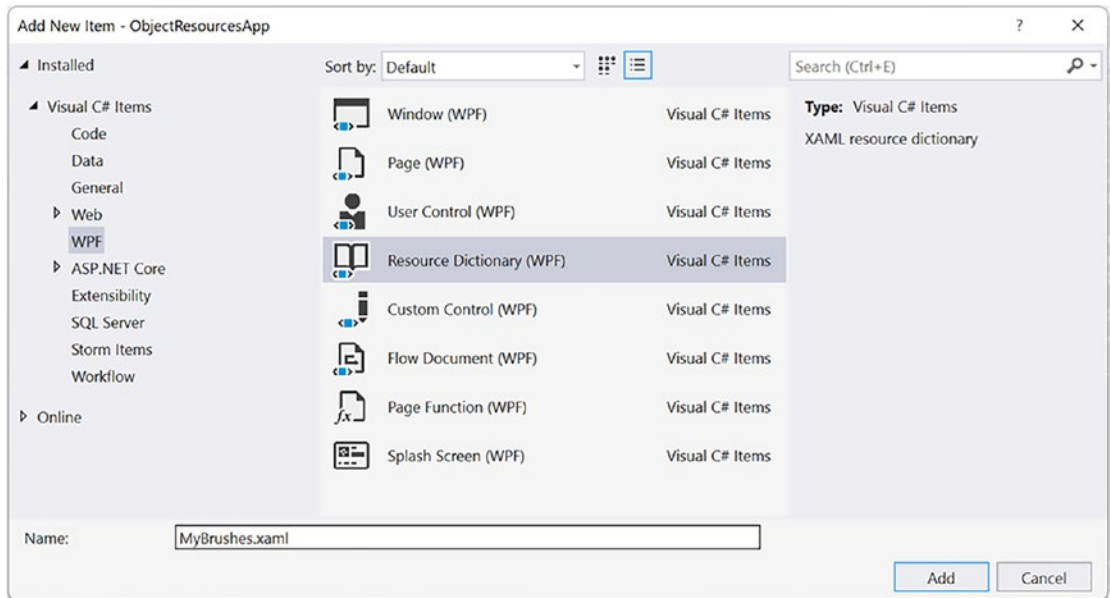 Add New Item - ObjectResourcesApp ? ×
Installed
Visual C# Items
Code
Data
General
Web
WPF
ASP.NET Core
Extensibility
SQL Server
Storm Items
Workflow
Online
Sort by: Default
Window (WPF) Visual C# Items
Page (WPF) Visual C# Items
User Control (WPF) Visual C# Items
Resource Dictionary (WPF) Visual C# Items
Custom Control (WPF) Visual C# Items
Flow Document (WPF) Visual C# Items
Page Function (WPF) Visual C# Items
Splash Screen (WPF) Visual C# Items
Search (Ctrl+E)
Type: Visual C# Items
XAML resource dictionary
Name: MyBrushes.xaml
Add Cancel